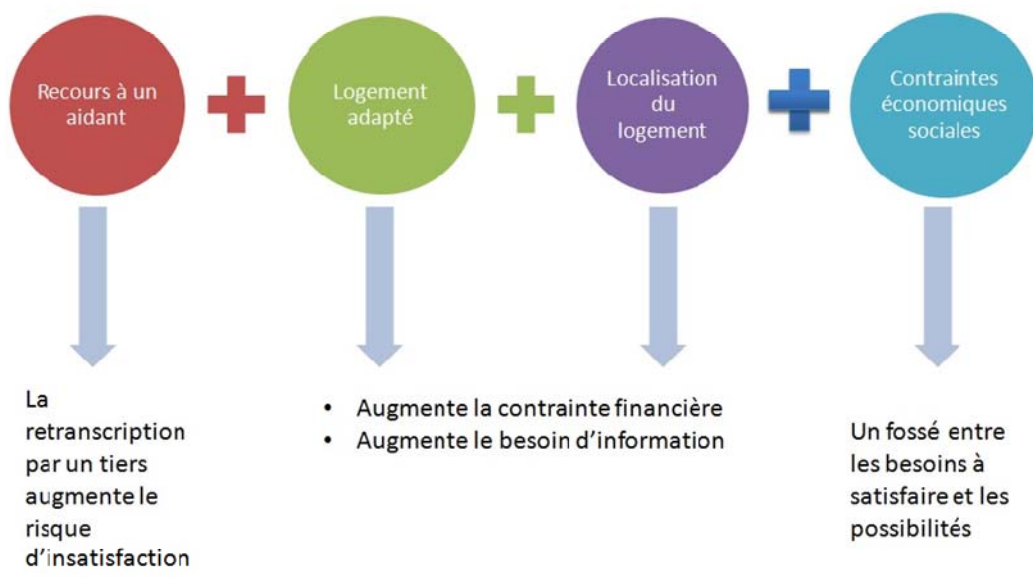 Recours à un
aidant
Logement
adapté
Localisation
du
logement
Contraintes
économiques
sociales
La
retranscription
par un tiers
augmente le
risque
d'insatisfaction
• Augmente la contrainte financière
• Augmente le besoin d'information
Un fossé entre
les besoins à
satisfaire et les
possibilités